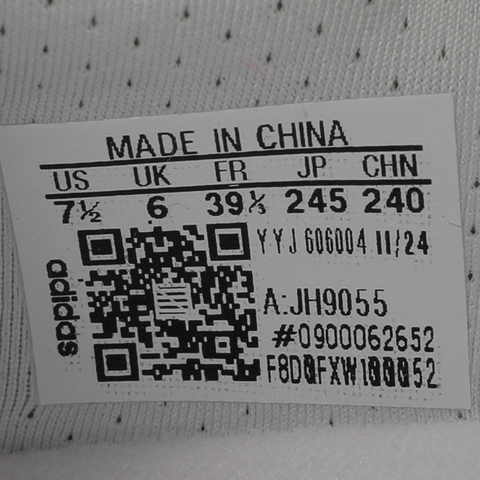 MADE IN CHINA
US UK FR JP CHN
7½ 6 39⅓ 245 240
YYJ 606004 11/24
adidas
A:JH9055
#0900062652